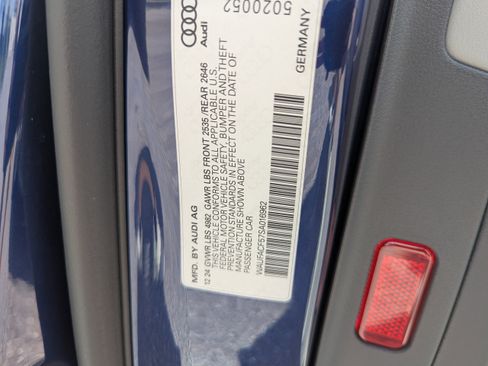 MFD. BY AUDI AG
12.24 GVWR LBS 4982 GAWR LBS FRONT 2535 /REAR 2646
THIS VEHICLE CONFORMS TO ALL APPLICABLE U.S.
FEDERAL MOTOR VEHICLE SAFETY, BUMPER AND THEFT
PREVENTION STANDARDS IN EFFECT ON THE DATE OF
MANUFACTURE SHOWN ABOVE
PASSENGER CAR
WAUFACF57SA016962
Audi
5020052
GERMANY